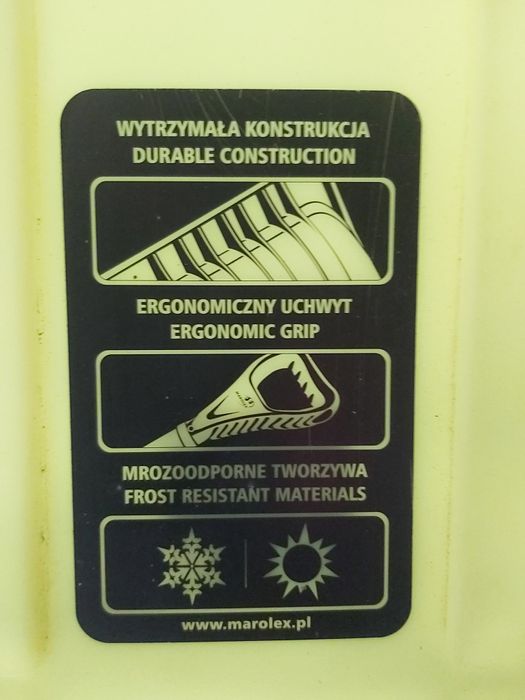 WYTRZYMAŁA KONSTRUKCJA
DURABLE CONSTRUCTION
ERGONOMICZNY UCHWYT
ERGONOMIC GRIP
MROZOODPORNE TWORZYWA
FROST RESISTANT MATERIALS
www.marolex.pl